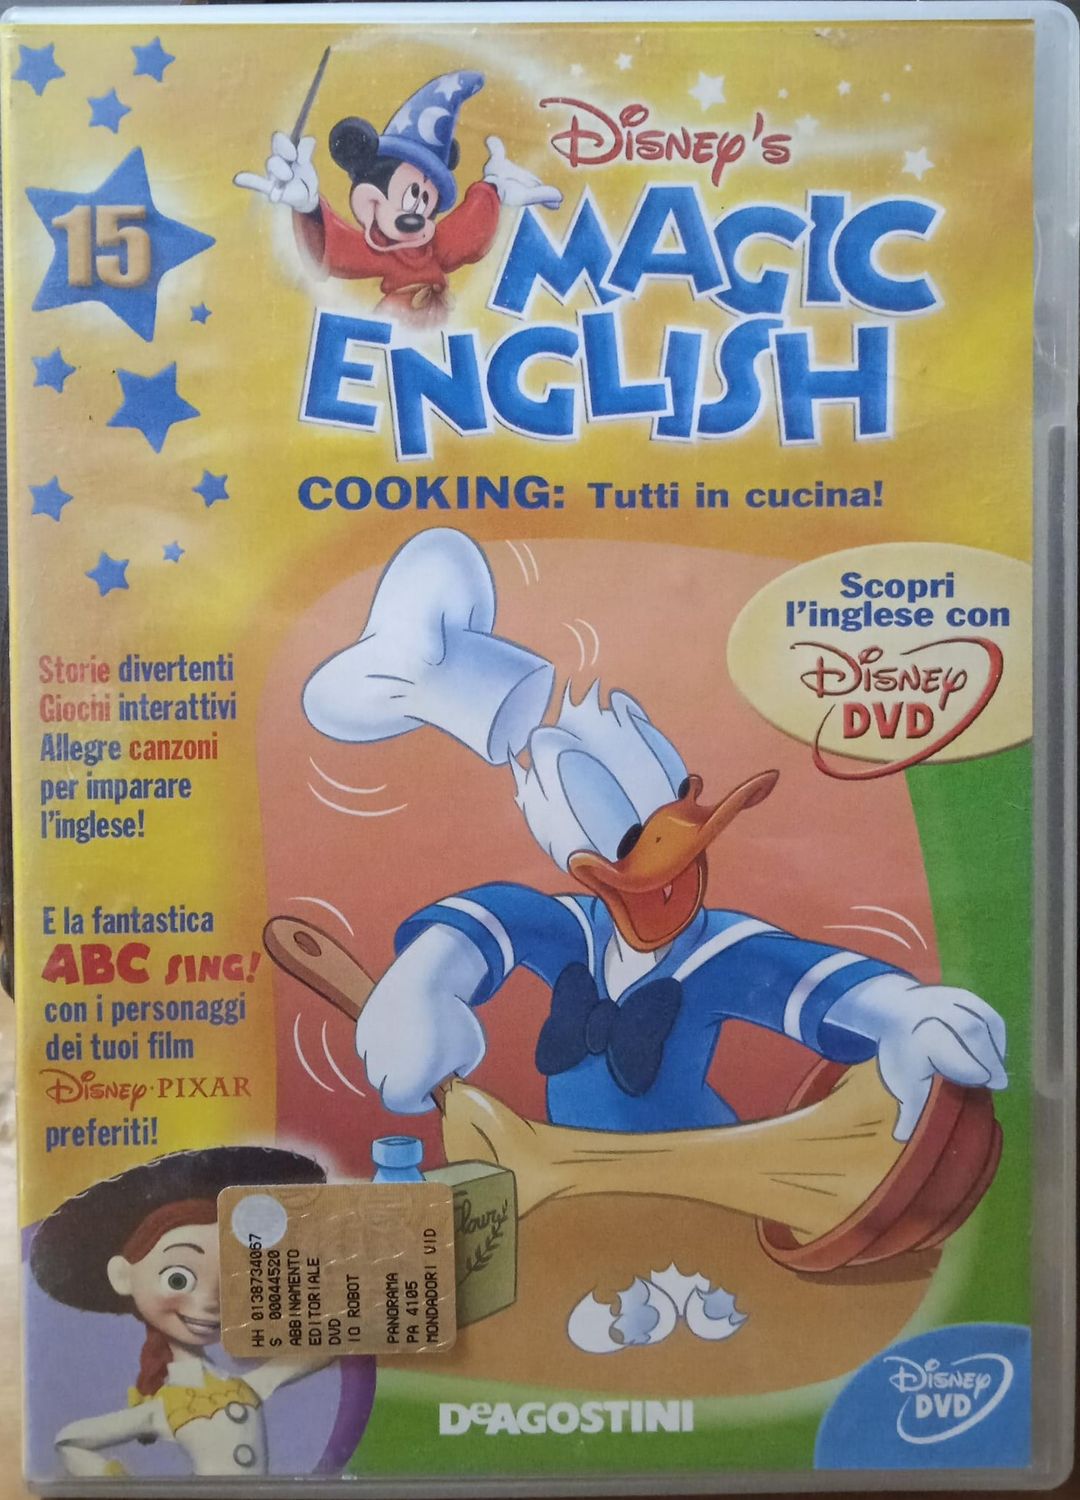 15
DISNEY'S
MAGIC
ENGLISH
COOKING: Tutti in cucina!
Scopri
l'inglese con
DISNEY
DVD
Storie divertenti
Giochi interattivi
Allegre canzoni
per imparare
l'inglese!
E la fantastica
ABC SING!
con i personaggi
dei tuoi film
DISNEY·PIXAR
preferiti!
Flour
HH 0138734067
S 00044520
ABBINAMENTO
EDITORIALE
DVD
IO ROBOT
PANORAMA
PA 4105
MONDADORI VID
DEAGOSTINI
DISNEY
DVD